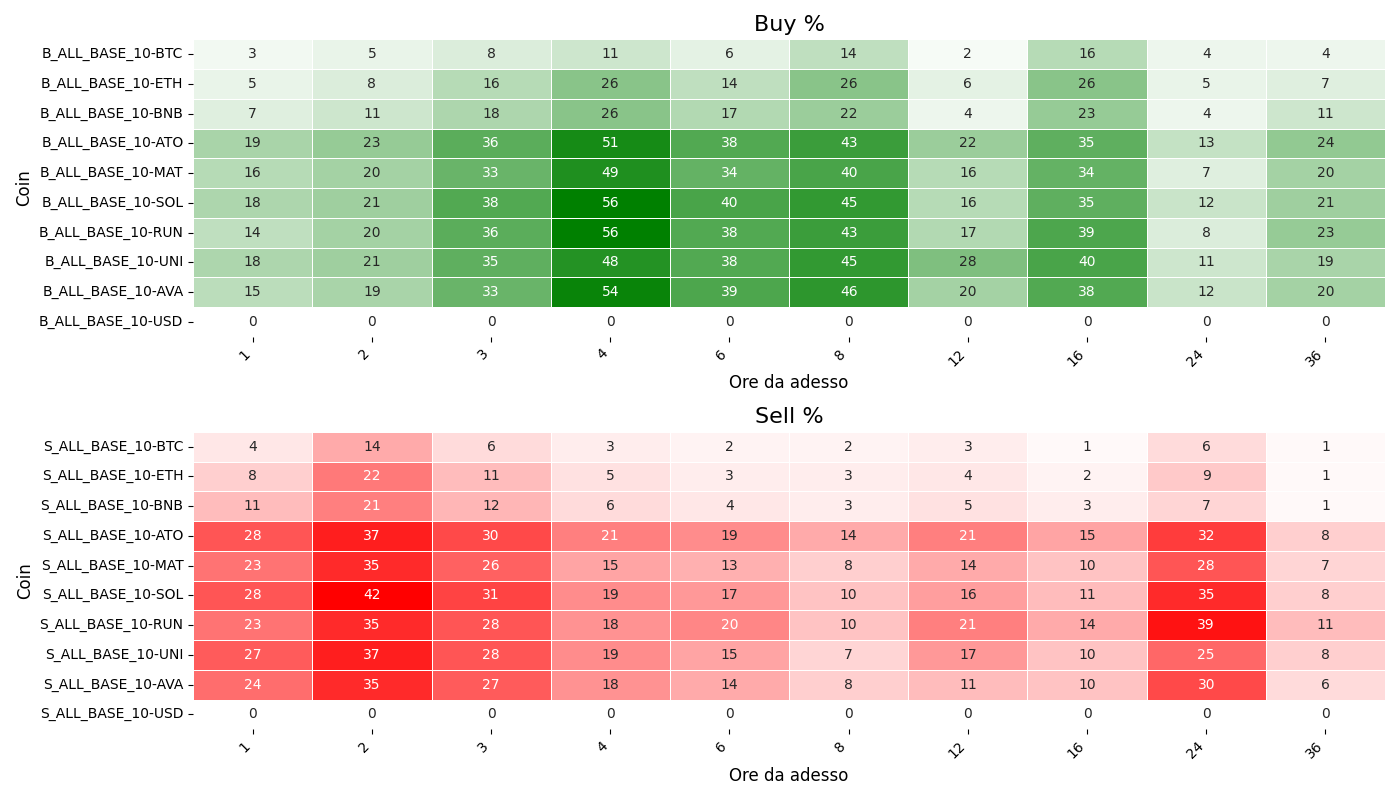 Buy %
Coin
B_ALL_BASE_10-BTC 3 5 8 11 6 14 2 16 4 4
B_ALL_BASE_10-ETH 5 8 16 26 14 26 6 26 5 7
B_ALL_BASE_10-BNB 7 11 18 26 17 22 4 23 4 11
B_ALL_BASE_10-ATO 19 23 36 51 38 43 22 35 13 24
B_ALL_BASE_10-MAT 16 20 33 49 34 40 16 34 7 20
B_ALL_BASE_10-SOL 18 21 38 56 40 45 16 35 12 21
B_ALL_BASE_10-RUN 14 20 36 56 38 43 17 39 8 23
B_ALL_BASE_10-UNI 18 21 35 48 38 45 28 40 11 19
B_ALL_BASE_10-AVA 15 19 33 54 39 46 20 38 12 20
B_ALL_BASE_10-USD 0 0 0 0 0 0 0 0 0 0
1 2 3 4 6 8 12 16 24 36
Ore da adesso
Sell %
Coin
S_ALL_BASE_10-BTC 4 14 6 3 2 2 3 1 6 1
S_ALL_BASE_10-ETH 8 22 11 5 3 3 4 2 9 1
S_ALL_BASE_10-BNB 11 21 12 6 4 3 5 3 7 1
S_ALL_BASE_10-ATO 28 37 30 21 19 14 21 15 32 8
S_ALL_BASE_10-MAT 23 35 26 15 13 8 14 10 28 7
S_ALL_BASE_10-SOL 28 42 31 19 17 10 16 11 35 8
S_ALL_BASE_10-RUN 23 35 28 18 20 10 21 14 39 11
S_ALL_BASE_10-UNI 27 37 28 19 15 7 17 10 25 8
S_ALL_BASE_10-AVA 24 35 27 18 14 8 11 10 30 6
S_ALL_BASE_10-USD 0 0 0 0 0 0 0 0 0 0
1 2 3 4 6 8 12 16 24 36
Ore da adesso